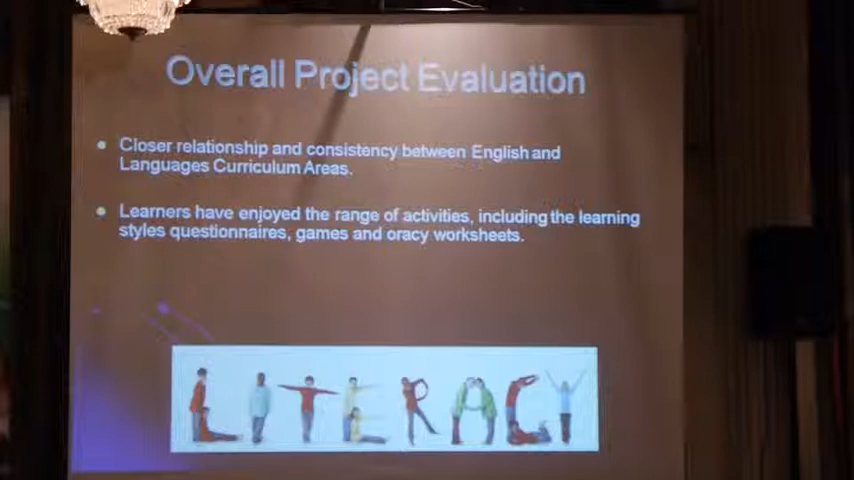 Overall Project Evaluation
• Closer relationship and consistency between English and
Languages Curriculum Areas.
• Learners have enjoyed the range of activities, including the learning
styles questionnaires, games and oracy worksheets.
LITERACY